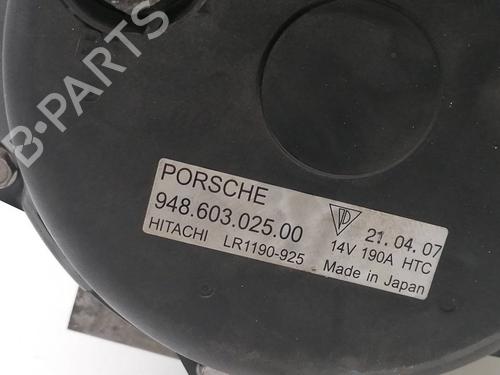 B-PARTS
PORSCHE
948.603.025.00 21.04.07
14V 190A HTC
HITACHI LR1190-925 Made in Japan